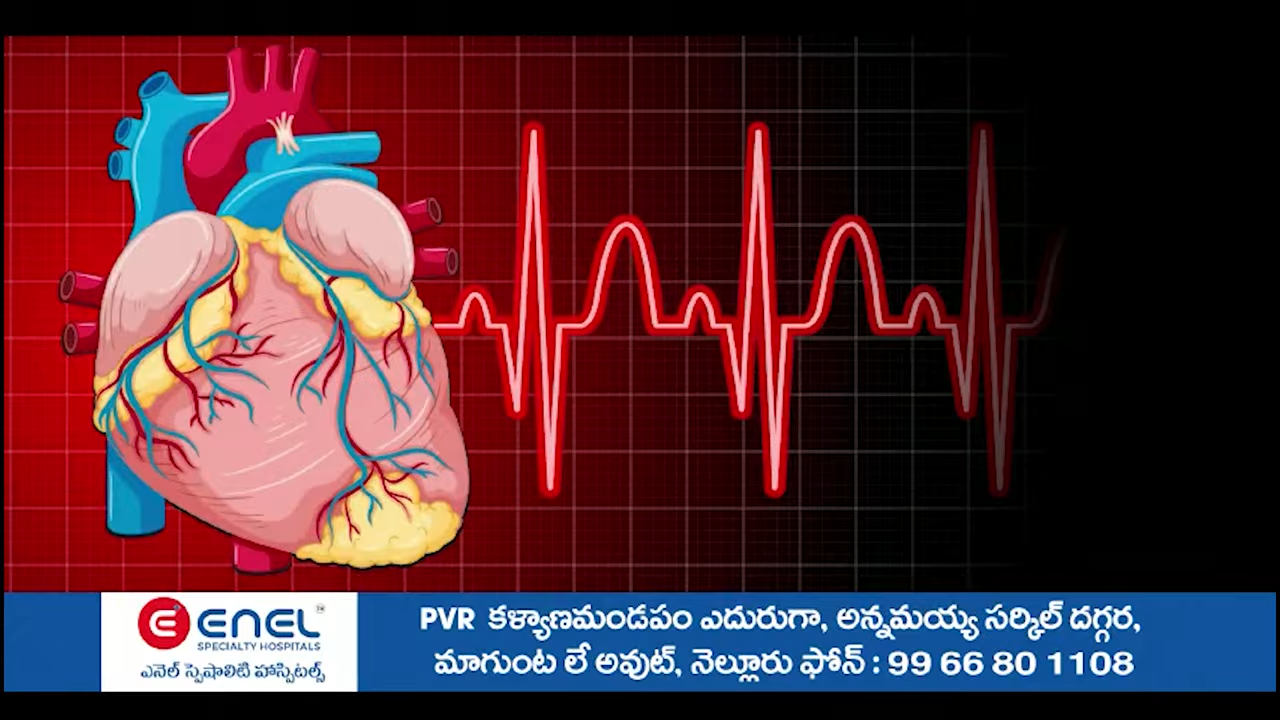 ENEL TM
SPECIALTY HOSPITALS
ఎనెల్ స్పెషాలిటి హాస్పిటల్స్
PVR కళ్యాణమండపం ఎదురుగా, అన్నమయ్య సర్కిల్ దగ్గర,
మాగుంట లే అవుట్, నెల్లూరు ఫోన్ : 99 66 80 1108